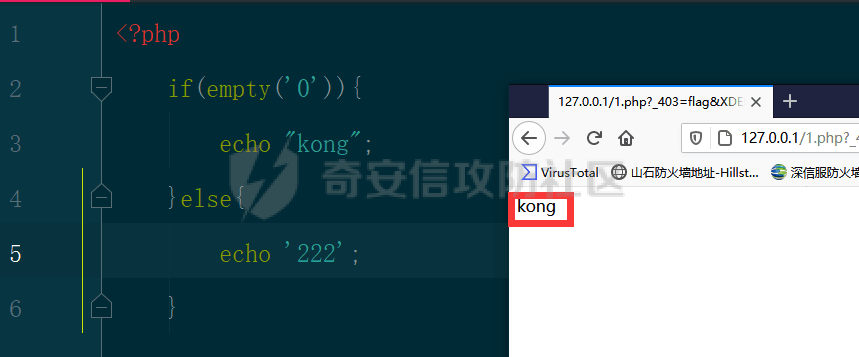 1 <?php
2 if(empty('0')){
3 echo "kong";
4 }else{
5 echo '222';
6 }
奇安信攻防社区
127.0.0.1/1.php?_403=flag&XDE
127.0.0.1/1.php?_4
VirusTotal 山石防火墙地址-Hillst... 深信服防火墙
kong